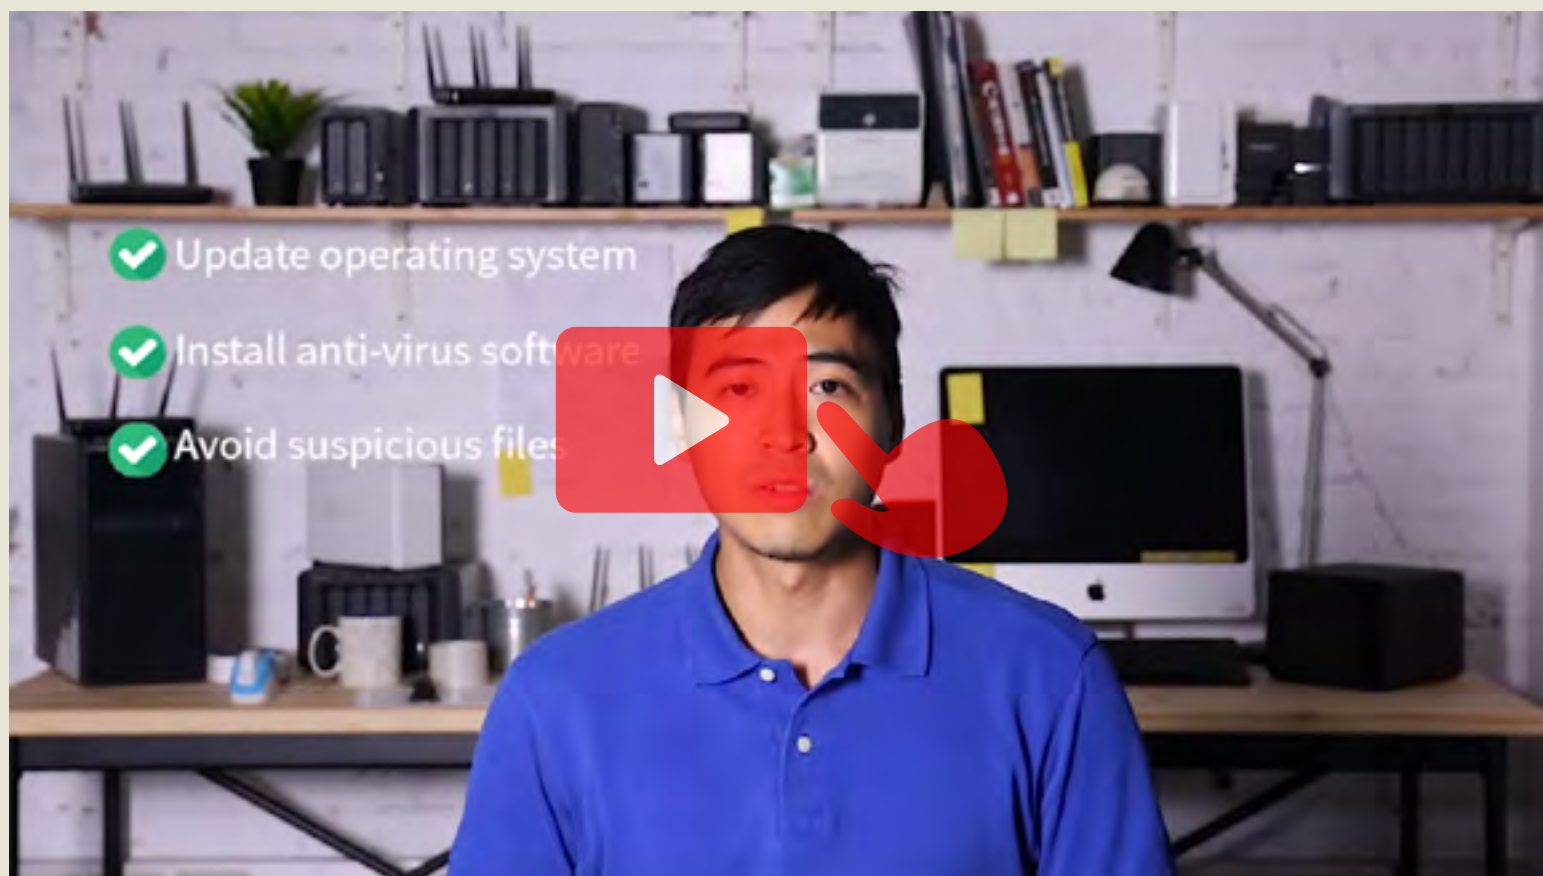 Update operating system
Install anti-virus software
Avoid suspicious files